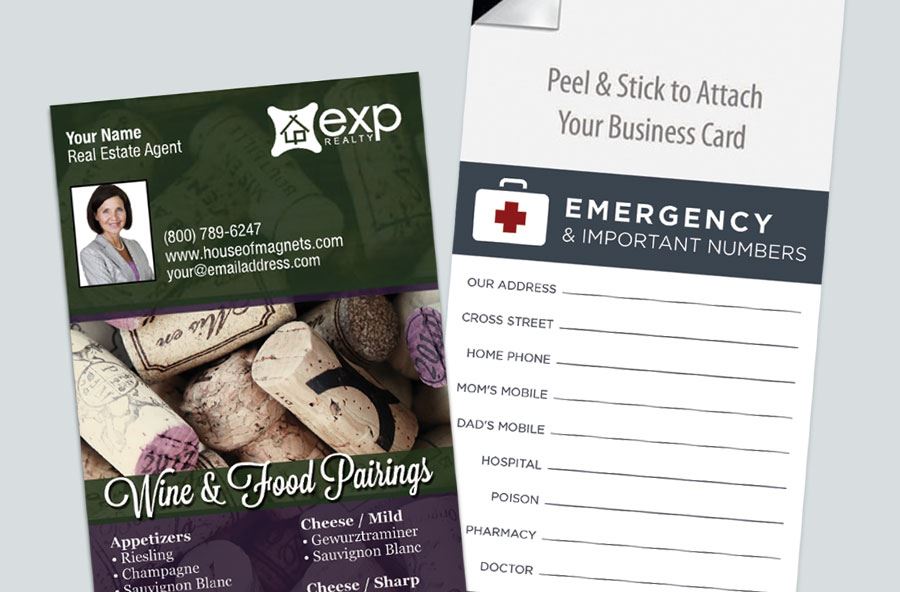 Your Name
Real Estate Agent
exp
REALTY
(800) 789-6247
www.houseofmagnets.com
your@emailaddress.com
Wine & Food Pairings
Appetizers
• Riesling
• Champagne
• Sauvignon Blanc
Cheese / Mild
• Gewurztraminer
• Sauvignon Blanc
Cheese / Sharp
Peel & Stick to Attach
Your Business Card
EMERGENCY
& IMPORTANT NUMBERS
OUR ADDRESS
CROSS STREET
HOME PHONE
MOM'S MOBILE
DAD'S MOBILE
HOSPITAL
POISON
PHARMACY
DOCTOR